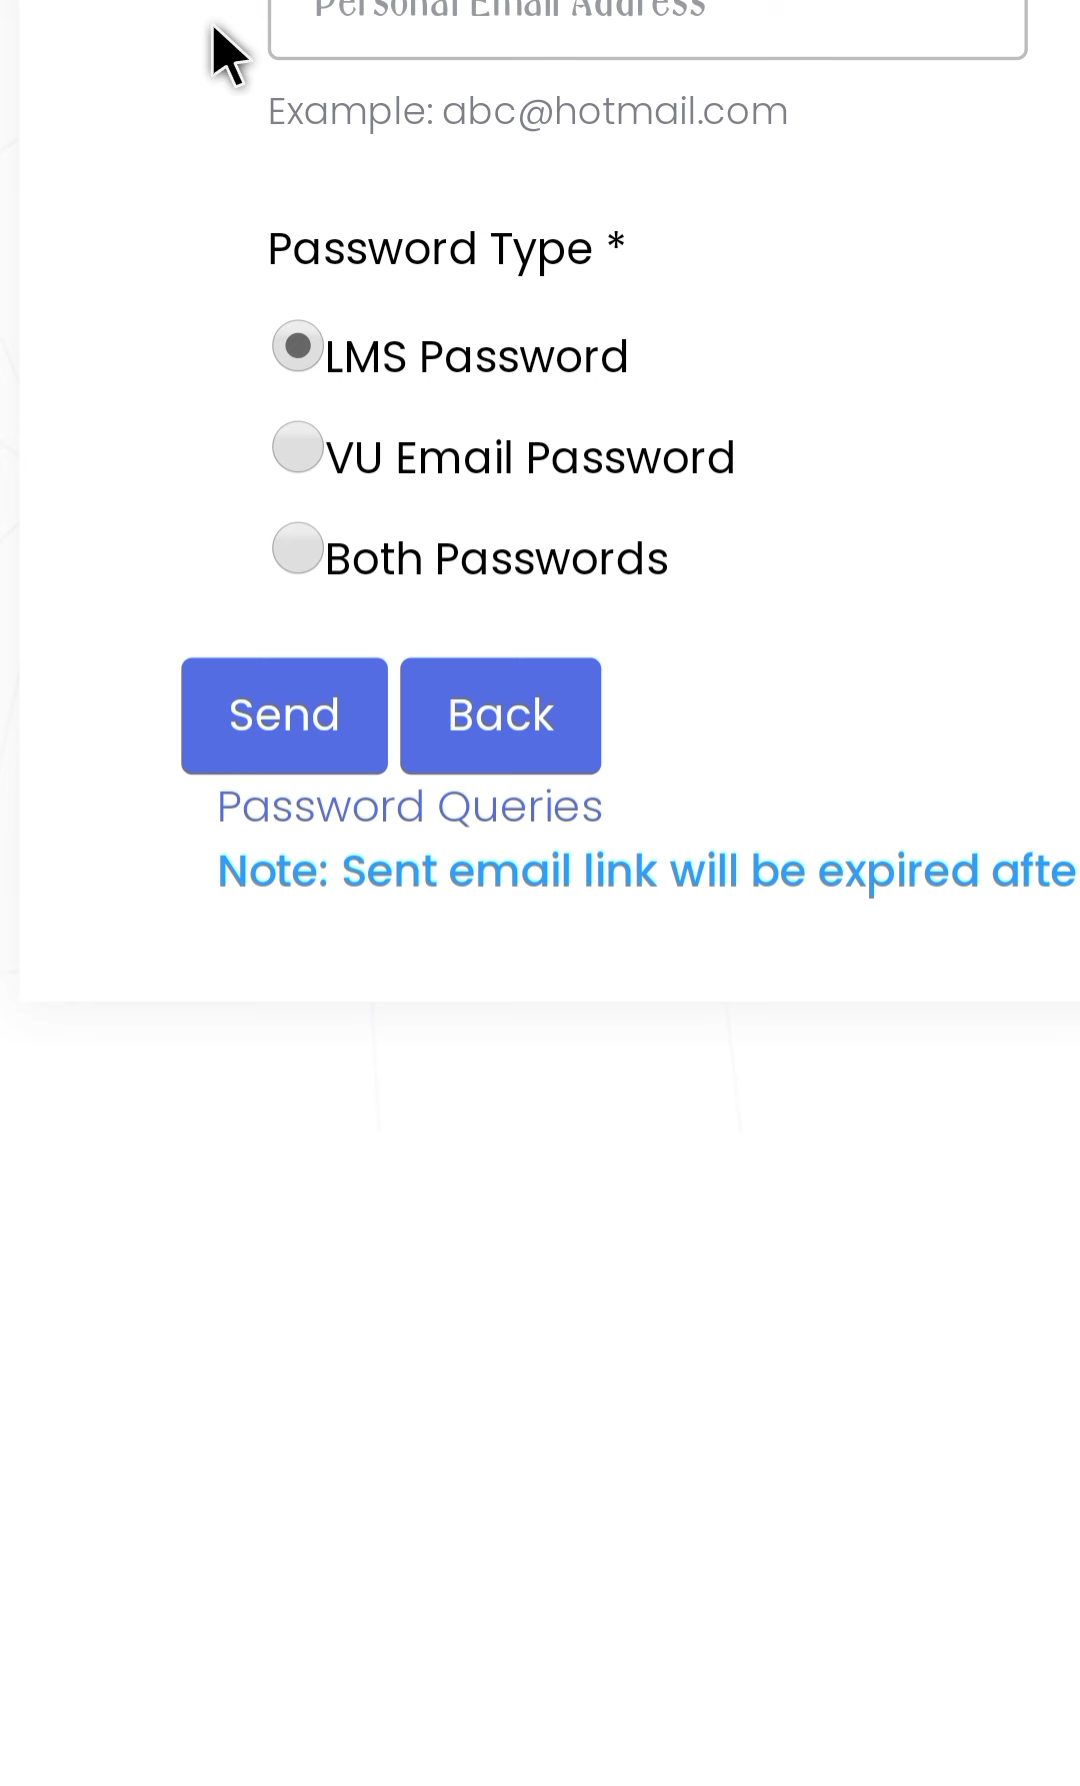 Personal Email Address
Example: abc@hotmail.com
Password Type *
LMS Password
VU Email Password
Both Passwords
Send Back
Password Queries
Note: Sent email link will be expired afte